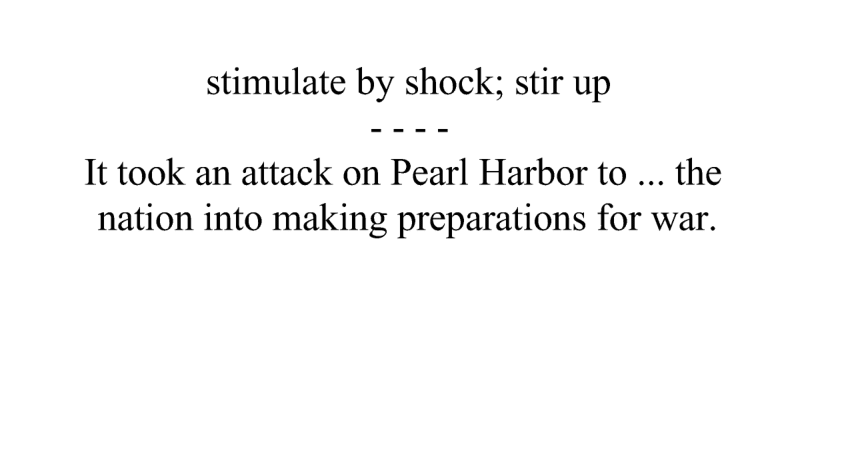 stimulate by shock; stir up
- - - -
It took an attack on Pearl Harbor to ... the
nation into making preparations for war.